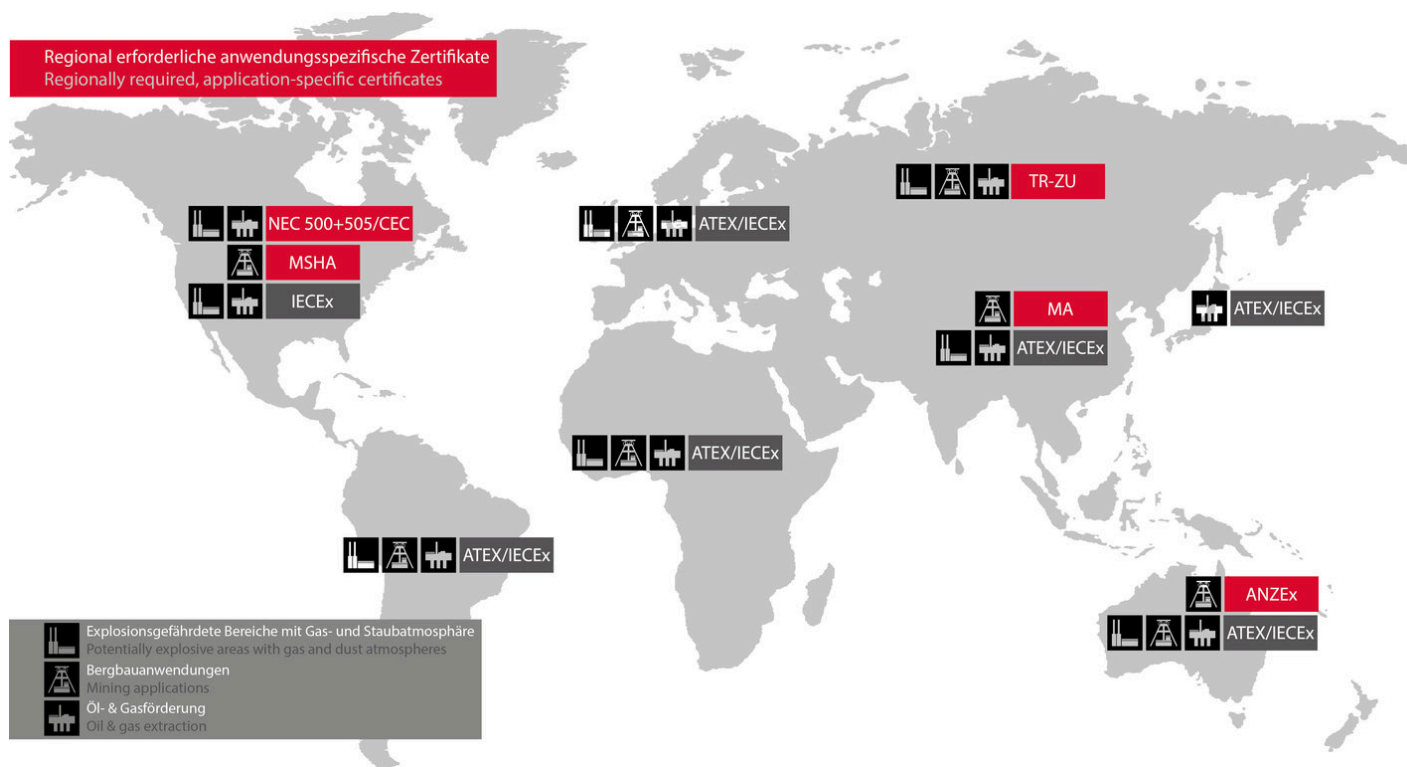 Regional erforderliche anwendungsspezifische Zertifikate
Regionally required, application-specific certificates
TR-ZU
NEC 500+505/CEC
ATEX/IECEx
MSHA
IECEx
MA
ATEX/IECEx
ATEX/IECEx
ATEX/IECEx
ATEX/IECEx
ANZEx
ATEX/IECEx
Explosionsgefährdete Bereiche mit Gas- und Staubatmosphäre
Potentially explosive areas with gas and dust atmospheres
Bergbauanwendungen
Mining applications
Öl- & Gasförderung
Oil & gas extraction